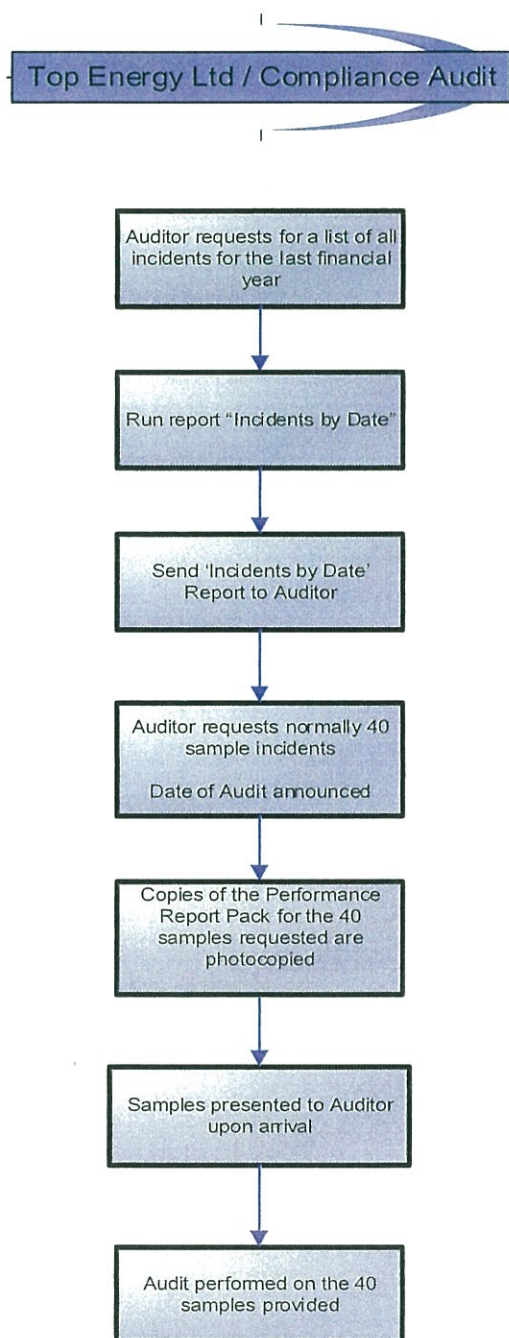 Top Energy Ltd / Compliance Audit
Auditor requests for a list of all
incidents for the last financial
year
Run report “Incidents by Date”
Send ‘Incidents by Date’
Report to Auditor
Auditor requests normally 40
sample incidents
Date of Audit announced
Copies of the Performance
Report Pack for the 40
samples requested are
photocopied
Samples presented to Auditor
upon arrival
Audit performed on the 40
samples provided